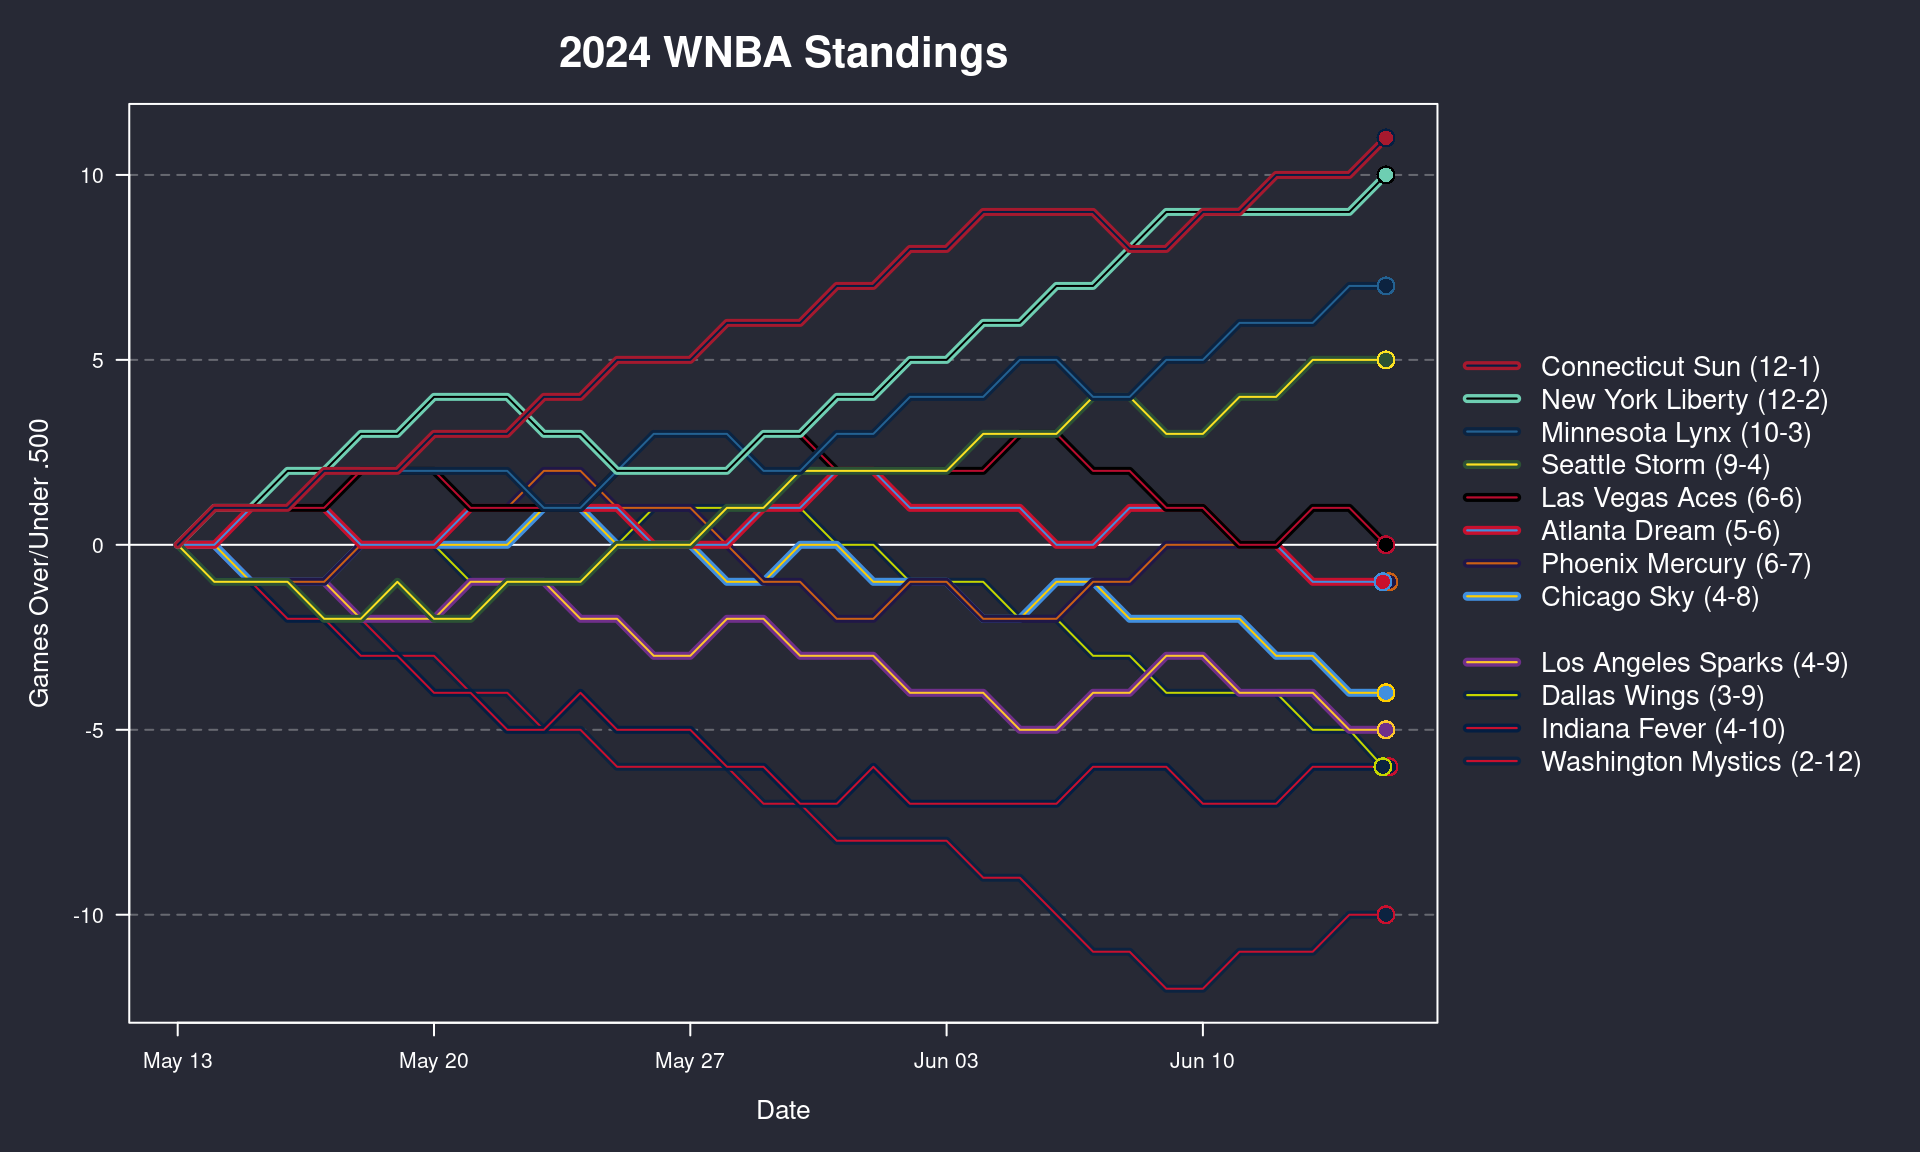 2024 WNBA Standings
Games Over/Under .500
10
5
0
-5
-10
May 13
May 20
May 27
Jun 03
Jun 10
Date
Connecticut Sun (12-1)
New York Liberty (12-2)
Minnesota Lynx (10-3)
Seattle Storm (9-4)
Las Vegas Aces (6-6)
Atlanta Dream (5-6)
Phoenix Mercury (6-7)
Chicago Sky (4-8)
Los Angeles Sparks (4-9)
Dallas Wings (3-9)
Indiana Fever (4-10)
Washington Mystics (2-12)